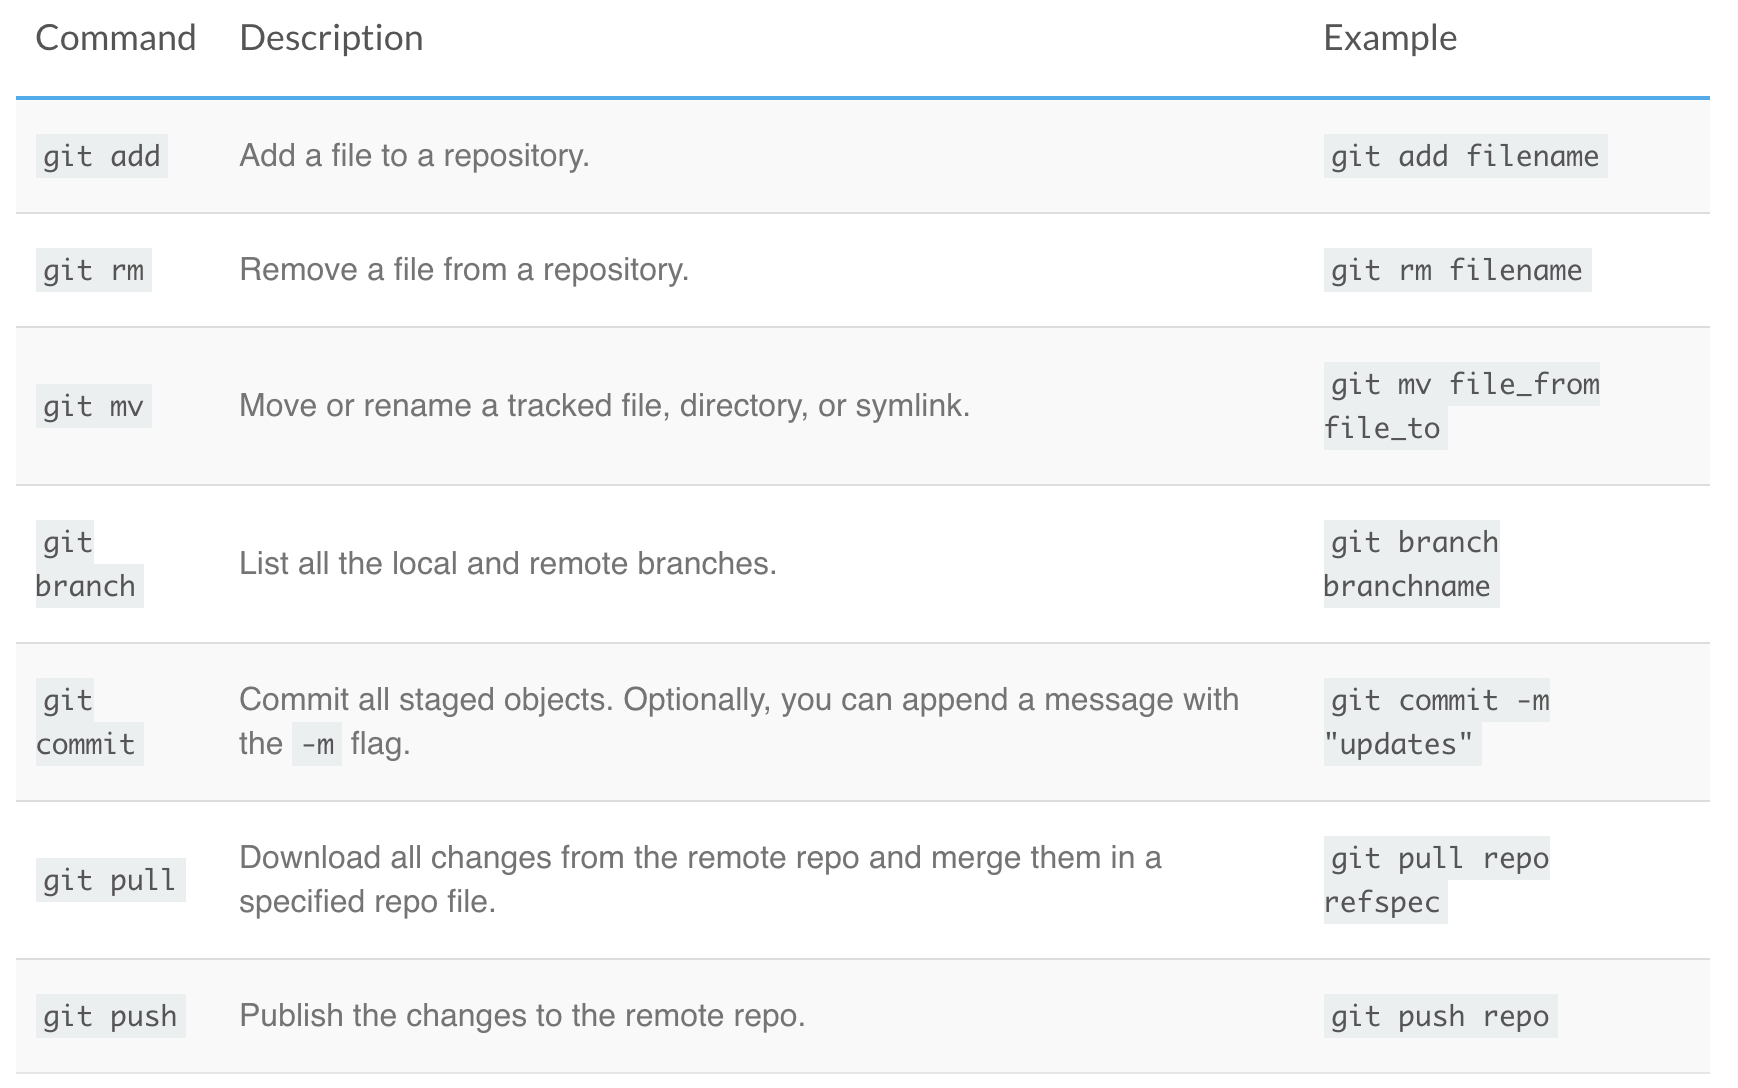 Command Description Example
git add Add a file to a repository. git add filename
git rm Remove a file from a repository. git rm filename
git mv Move or rename a tracked file, directory, or symlink. git mv file_from
file_to
git
branch
List all the local and remote branches.
git branch
branchname
git
commit
Commit all staged objects. Optionally, you can append a message with
the -m flag.
git commit -m
"updates"
git pull
Download all changes from the remote repo and merge them in a
specified repo file.
git pull repo
refspec
git push Publish the changes to the remote repo. git push repo